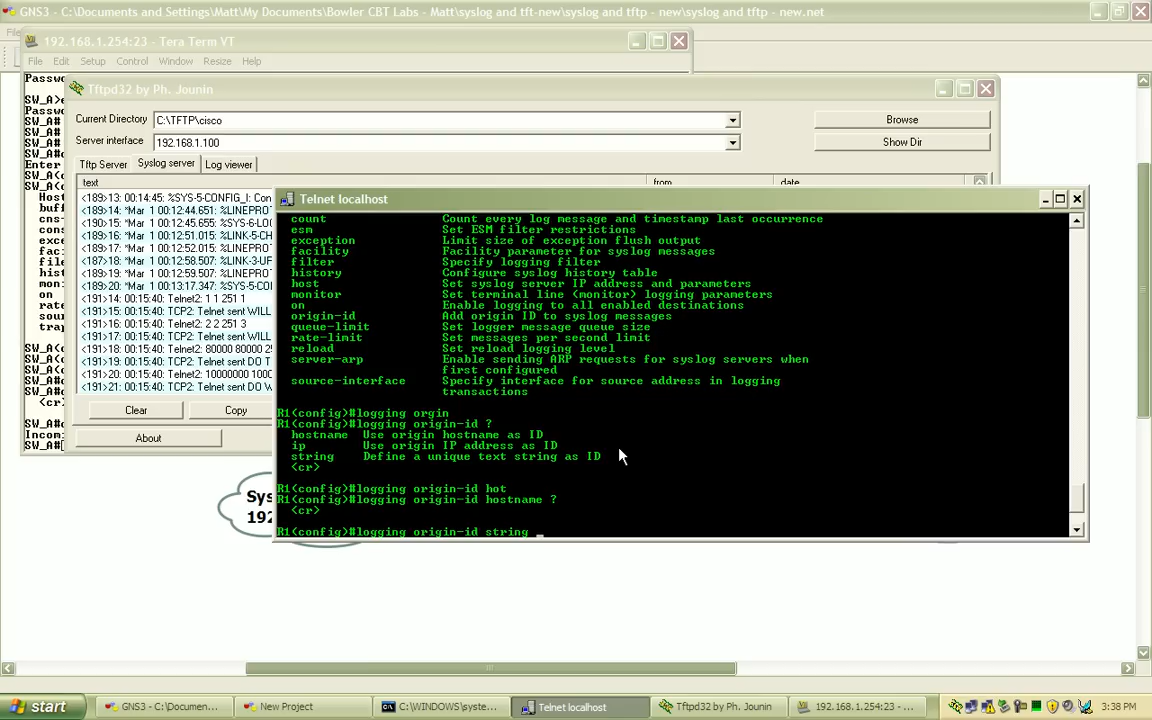 GNS3 - C:\Documents and Settings\Matt\My Documents\Bowler CBT Labs - Matt\syslog and tft-new\syslog and tftp - new\syslog and tftp - new.net
192.168.1.254:23 - Tera Term VT
File Edit Setup Control Window Resize Help
Passwo
SW_A>e
Passwo
SW_A#
SW_A#
SW_A#
Enter
Tftpd32 by Ph. Jounin
Current Directory C:\TFTP\cisco Browse
Server interface 192.168.1.100 Show Dir
Tftp Server Syslog server Log viewer
text from date
<189>13: 00:14:45: %SYS-5-CONFIG_I: Conf
<189>14: *Mar 1 00:12:44.651: %LINEPROT
<190>15: *Mar 1 00:12:45.655: %SYS-6-LOG
<189>16: *Mar 1 00:12:51.015: %LINK-5-CH
<189>17: *Mar 1 00:12:52.015: %LINEPROT
<187>18: *Mar 1 00:12:58.507: %LINK-3-UF
<189>19: *Mar 1 00:12:59.507: %LINEPROT
<189>20: *Mar 1 00:13:17.347: %SYS-5-CO
<191>14: 00:15:40: Telnet2: 1 1 251 1
<191>15: 00:15:40: TCP2: Telnet sent WILL
<191>16: 00:15:40: Telnet2: 2 2 251 3
<191>17: 00:15:40: TCP2: Telnet sent WILL
<191>18: 00:15:40: Telnet2: 80000 80000 25
<191>19: 00:15:40: TCP2: Telnet sent DO T
<191>20: 00:15:40: Telnet2: 10000000 1000
<191>21: 00:15:40: TCP2: Telnet sent DO W
Clear Copy
About
<cr>
Incomi
SW_A#
Telnet localhost
count Count every log message and timestamp last occurrence
esm Set ESM filter restrictions
exception Limit size of exception flush output
facility Facility parameter for syslog messages
filter Specify logging filter
history Configure syslog history table
host Set syslog server IP address and parameters
monitor Set terminal line (monitor) logging parameters
on Enable logging to all enabled destinations
origin-id Add origin ID to syslog messages
queue-limit Set logger message queue size
rate-limit Set messages per second limit
reload Set reload logging level
server-arp Enable sending ARP requests for syslog servers when
first configured
source-interface Specify interface for source address in logging
transactions
R1(config)#logging orgin
R1(config)#logging origin-id ?
hostname Use origin hostname as ID
ip Use origin IP address as ID
string Define a unique text string as ID
<cr>
R1(config)#logging origin-id hot
R1(config)#logging origin-id hostname ?
<cr>
R1(config)#logging origin-id string _
Sys
192
start GNS3 - C:\Documen... New Project C:\WINDOWS\syste... Telnet localhost Tftpd32 by Ph. Jounin 192.168.1.254:23 - ... 3:38 PM